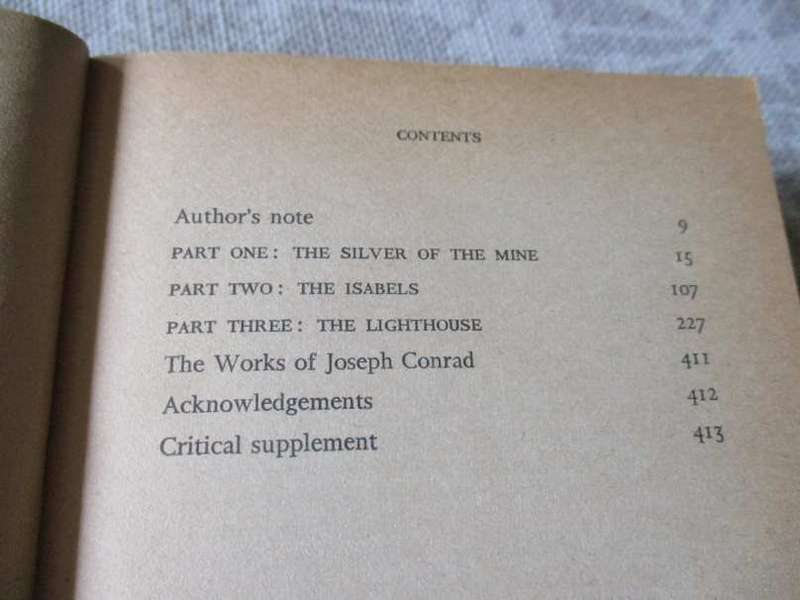 CONTENTS
Author's note 9
PART ONE: THE SILVER OF THE MINE 15
PART TWO: THE ISABELS 107
PART THREE: THE LIGHTHOUSE 227
The Works of Joseph Conrad 411
Acknowledgements 412
Critical supplement 413